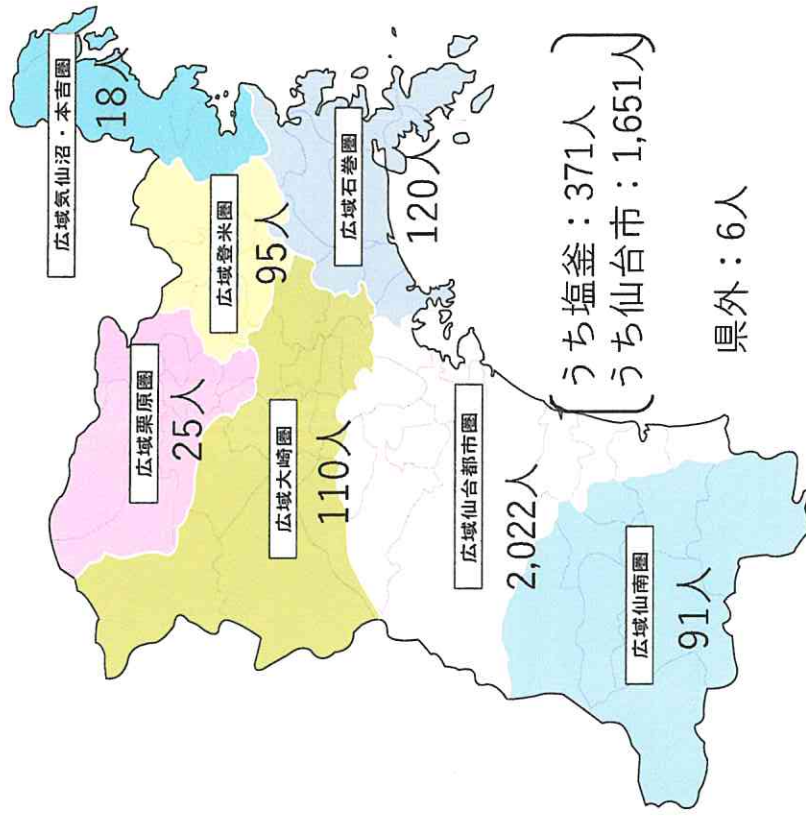 広域気仙沼・本吉圏
18人
広域栗原圏
25人
広域登米圏
95人
広域大崎圏
110人
広域石巻圏
120人
広域仙台都市圏
2,022人
うち塩釜：371人
うち仙台市：1,651人
広域仙南圏
91人
県外：6人